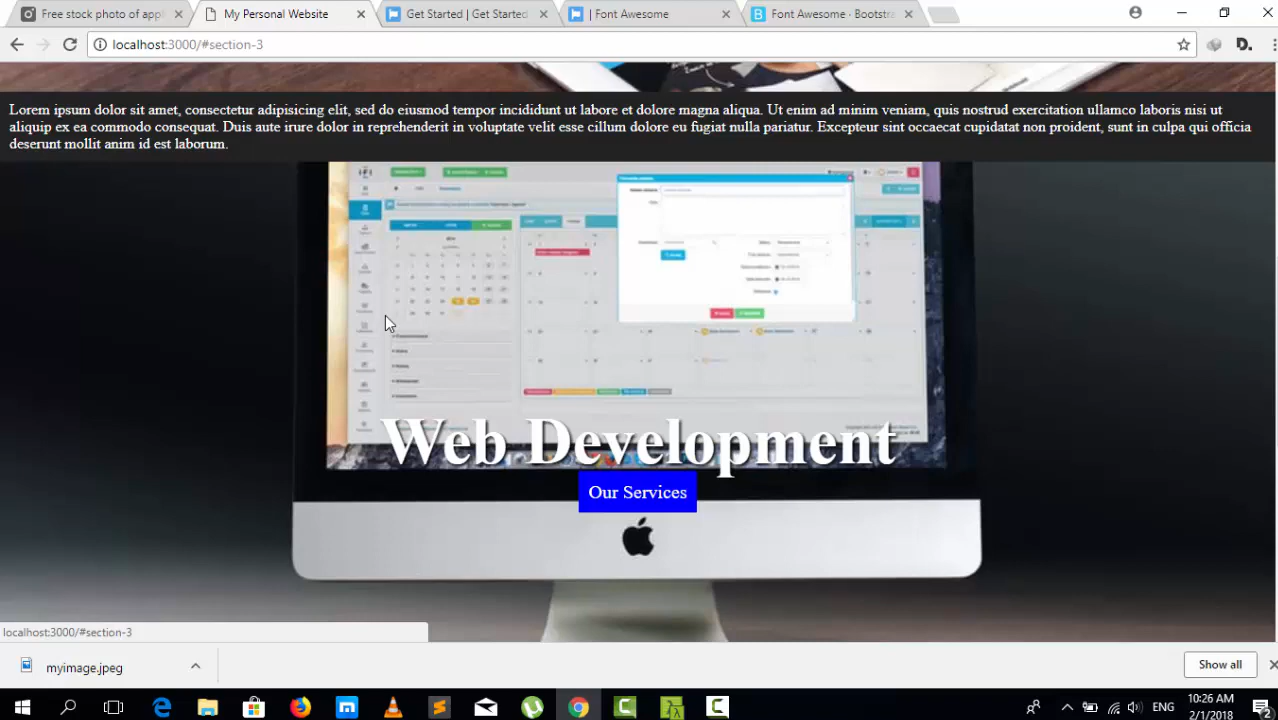 Free stock photo of appl
My Personal Website
Get Started | Get Started
| Font Awesome
Font Awesome · Bootstra
localhost:3000/#section-3
Lorem ipsum dolor sit amet, consectetur adipisicing elit, sed do eiusmod tempor incididunt ut labore et dolore magna aliqua. Ut enim ad minim veniam, quis nostrud exercitation ullamco laboris nisi ut
aliquip ex ea commodo consequat. Duis aute irure dolor in reprehenderit in voluptate velit esse cillum dolore eu fugiat nulla pariatur. Excepteur sint occaecat cupidatat non proident, sunt in culpa qui officia
deserunt mollit anim id est laborum.
Web Development
Our Services
localhost:3000/#section-3
myimage.jpeg
Show all
ENG
10:26 AM
2/1/2018